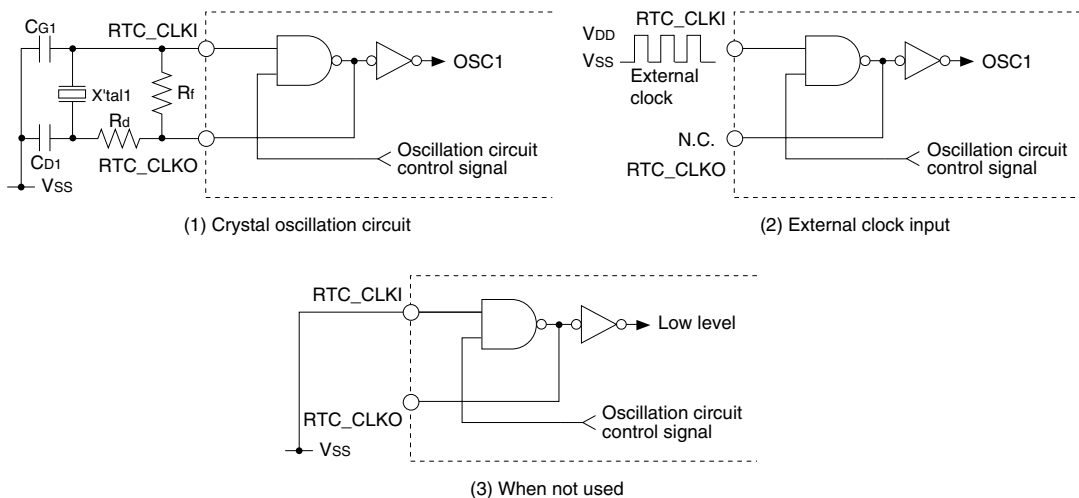 CG1
RTC_CLKI
X'tal1
Rf
Rd
CD1
RTC_CLKO
VSS
OSC1
Oscillation circuit
control signal
(1) Crystal oscillation circuit
RTC_CLKI
VDD
VSS
External
clock
N.C.
RTC_CLKO
OSC1
Oscillation circuit
control signal
(2) External clock input
RTC_CLKI
RTC_CLKO
VSS
Low level
Oscillation circuit
control signal
(3) When not used